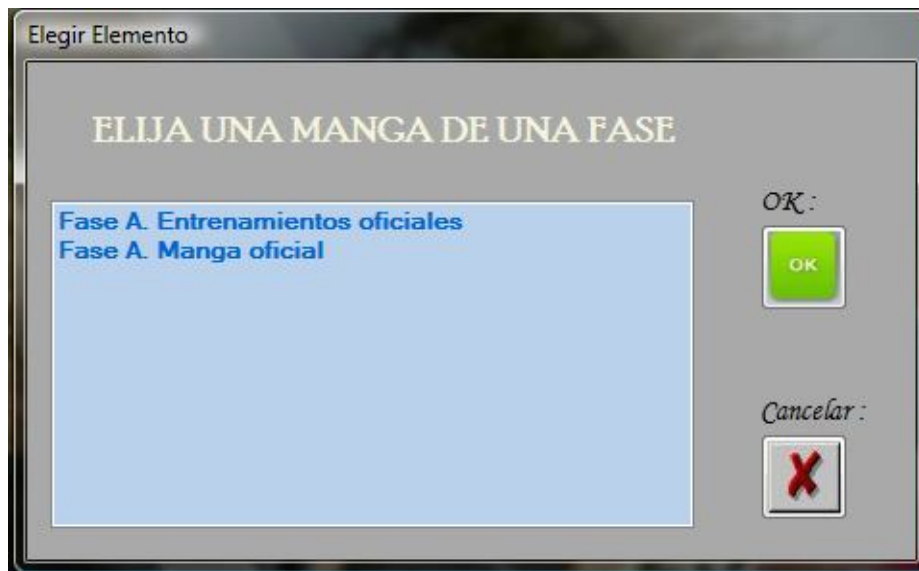 Elegir Elemento
ELIJA UNA MANGA DE UNA FASE
Fase A. Entrenamientos oficiales
Fase A. Manga oficial
OK :
OK
Cancelar :